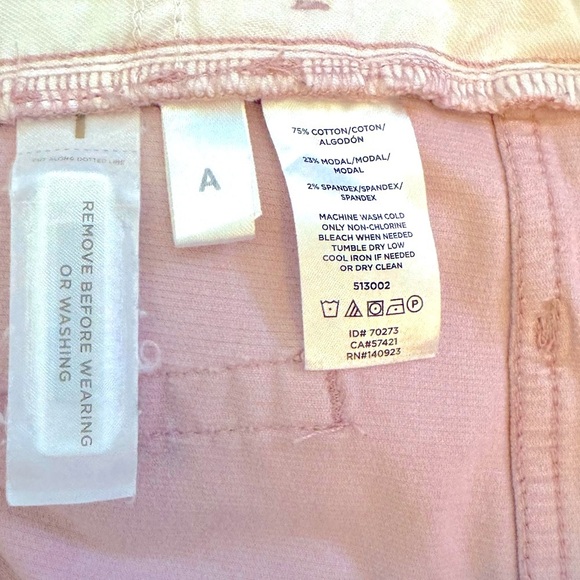 CUT ALONG DOTTED LINE
REMOVE BEFORE WEARING
OR WASHING
A
75% COTTON/COTON/
ALGODÓN
23% MODAL/MODAL/
MODAL
2% SPANDEX/SPANDEX/
SPANDEX
MACHINE WASH COLD
ONLY NON-CHLORINE
BLEACH WHEN NEEDED
TUMBLE DRY LOW
COOL IRON IF NEEDED
OR DRY CLEAN
513002
P
ID# 70273
CA#57421
RN#140923